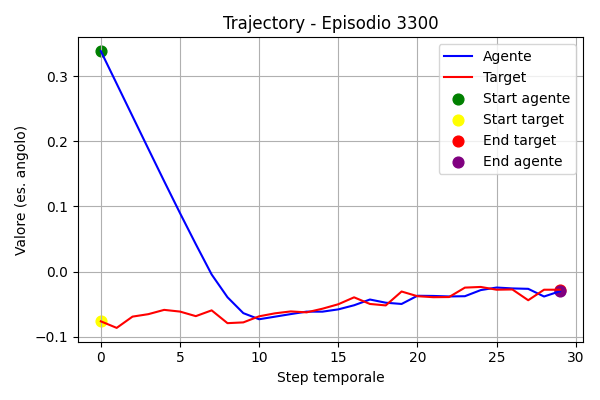 Trajectory - Episodio 3300
Agente
Target
Start agente
Start target
End target
End agente
Valore (es. angolo)
0.3
0.2
0.1
0.0
−0.1
0 5 10 15 20 25 30
Step temporale